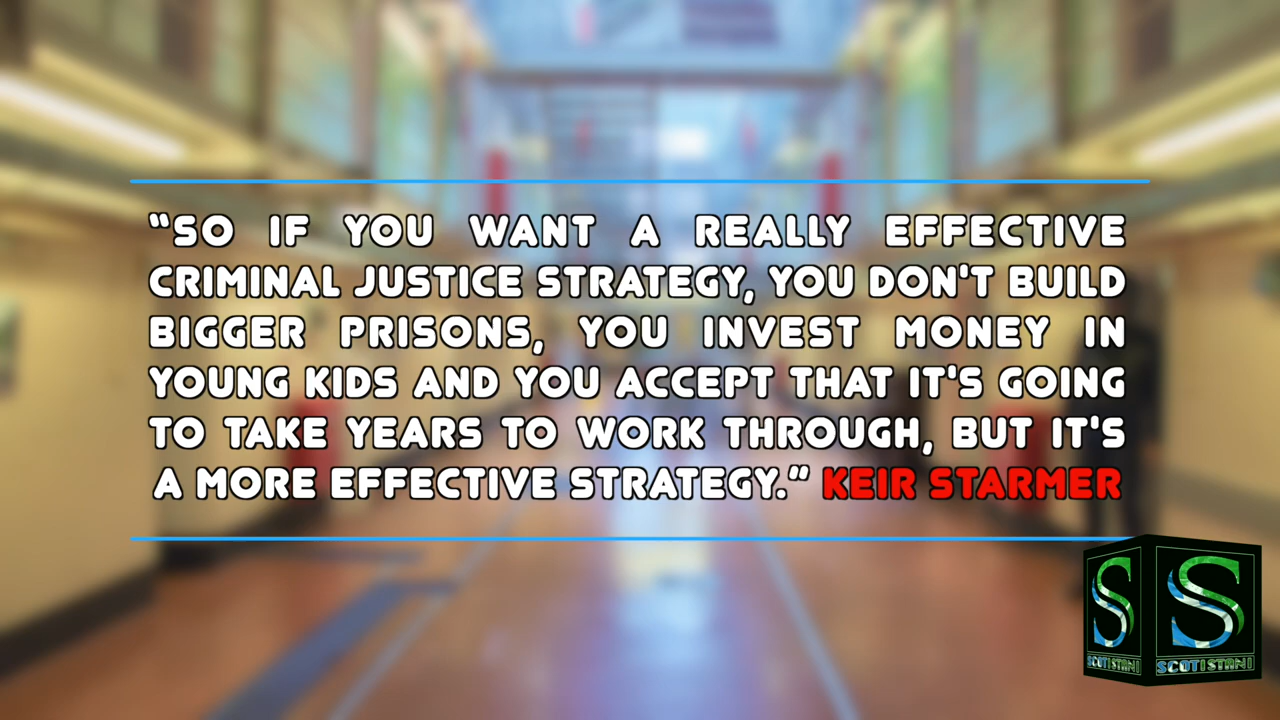 “SO IF YOU WANT A REALLY EFFECTIVE
CRIMINAL JUSTICE STRATEGY, YOU DON'T BUILD
BIGGER PRISONS, YOU INVEST MONEY IN
YOUNG KIDS AND YOU ACCEPT THAT IT'S GOING
TO TAKE YEARS TO WORK THROUGH, BUT IT'S
A MORE EFFECTIVE STRATEGY.” KEIR STARMER
S S
SCOTISTANI SCOTISTANI